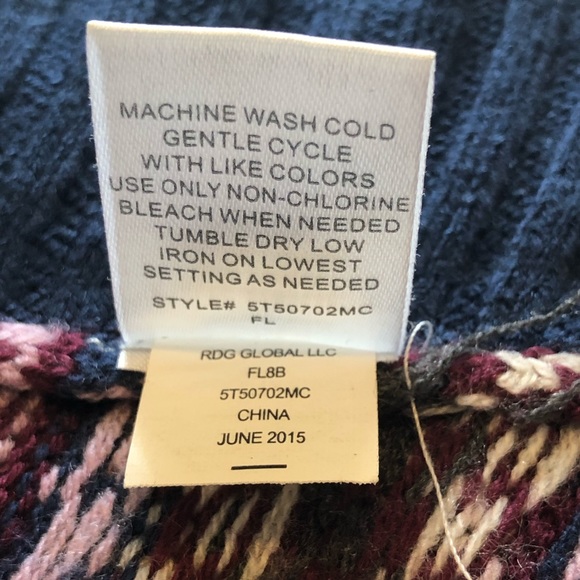 MACHINE WASH COLD
GENTLE CYCLE
WITH LIKE COLORS
USE ONLY NON-CHLORINE
BLEACH WHEN NEEDED
TUMBLE DRY LOW
IRON ON LOWEST
SETTING AS NEEDED
STYLE# 5T50702MC
FL
RDG GLOBAL LLC
FL8B
5T50702MC
CHINA
JUNE 2015